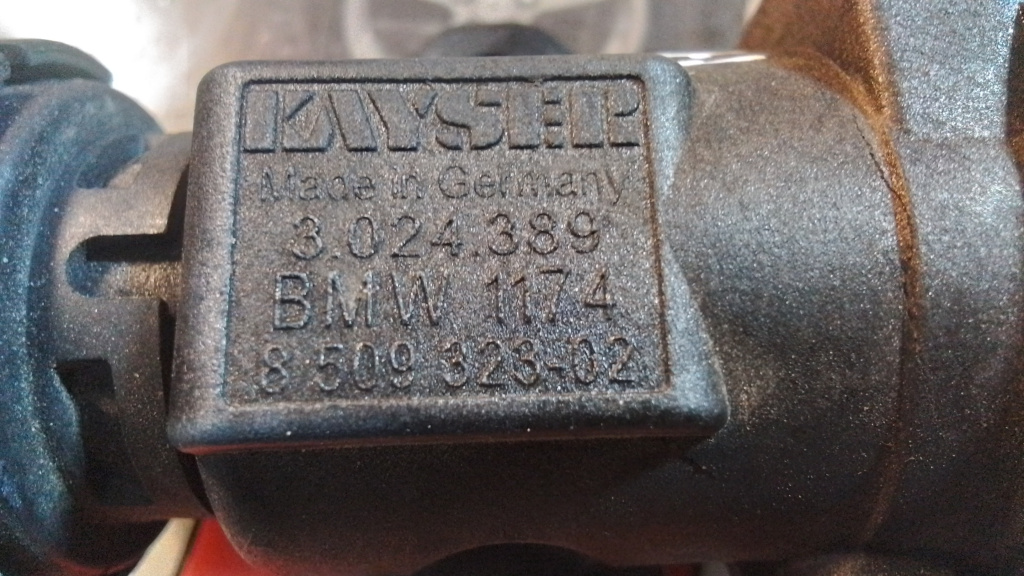 KAYSER
Made in Germany
3.024.389
BMW 1174
8 509 323-02